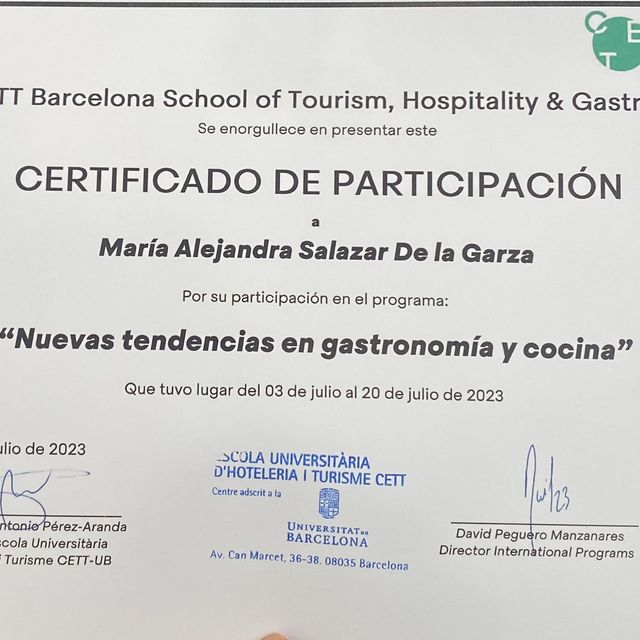 C E
T
TT Barcelona School of Tourism, Hospitality & Gastr
Se enorgullece en presentar este
CERTIFICADO DE PARTICIPACIÓN
a
María Alejandra Salazar De la Garza
Por su participación en el programa:
“Nuevas tendencias en gastronomía y cocina”
Que tuvo lugar del 03 de julio al 20 de julio de 2023
ulio de 2023
ntonio Pérez-Aranda
scola Universitària
i Turisme CETT-UB
ESCOLA UNIVERSITÀRIA
D'HOTELERIA I TURISME CETT
Centre adscrit a la
UNIVERSITAT DE
BARCELONA
Av. Can Marcet, 36-38. 08035 Barcelona
David Peguero Manzanares
Director International Programs